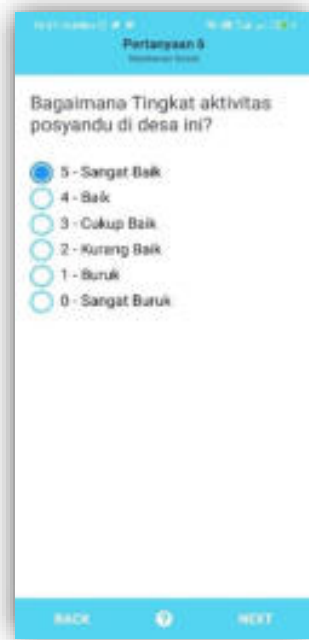 Pertanyaan 5
Bagaimana Tingkat aktivitas
posyandu di desa ini?
5 - Sangat Baik
4 - Baik
3 - Cukup Baik
2 - Kurang Baik
1 - Buruk
0 - Sangat Buruk
BACK ? NEXT